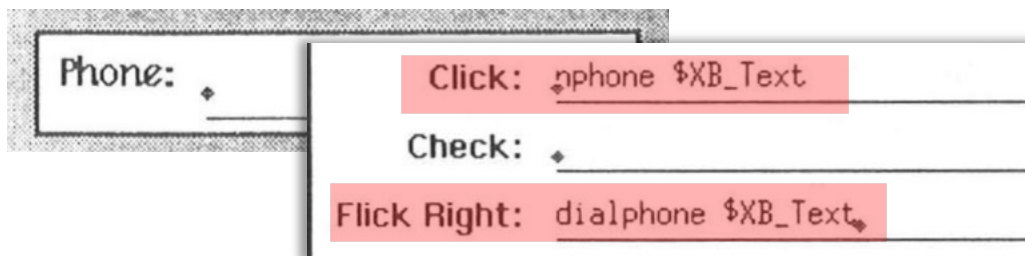 Phone:
Click: nphone $XB_Text
Check:
Flick Right: dialphone $XB_Text